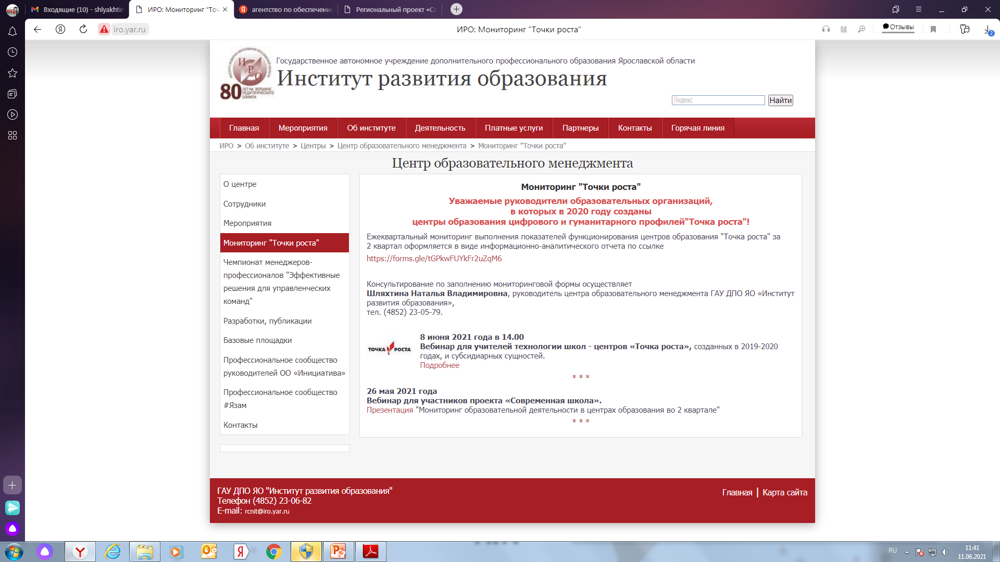 Входящие (10) - shlyakhtin
ИРО: Мониторинг "Точ
агентство по обеспечени
Региональный проект «Со
iro.yar.ru
ИРО: Мониторинг "Точки роста"
Отзывы
2
ИРО
80 ЛЕТ НА ВЕРШИНЕ
ПЕДАГОГИЧЕСКОГО
ОЛИМПА
Государственное автономное учреждение дополнительного профессионального образования Ярославской области
Институт развития образования
Яндекс
Найти
Главная
Мероприятия
Об институте
Деятельность
Платные услуги
Партнеры
Контакты
Горячая линия
ИРО > Об институте > Центры > Центр образовательного менеджмента > Мониторинг "Точки роста"
Центр образовательного менеджмента
О центре
Сотрудники
Мероприятия
Мониторинг "Точки роста"
Чемпионат менеджеров-
профессионалов "Эффективные
решения для управленческих
команд"
Разработки, публикации
Базовые площадки
Профессиональное сообщество
руководителей ОО «Инициатива»
Профессиональное сообщество
#Язам
Контакты
Мониторинг "Точки роста"
Уважаемые руководители образовательных организаций,
в которых в 2020 году созданы
центры образования цифрового и гуманитарного профилей"Точка роста"!
Ежеквартальный мониторинг выполнения показателей функционирования центров образования "Точка роста" за
2 квартал оформляется в виде информационно-аналитического отчета по ссылке
https://forms.gle/tGPkwFUYkFr2uZqM6
Консультирование по заполнению мониторинговой формы осуществляет
Шляхтина Наталья Владимировна, руководитель центра образовательного менеджмента ГАУ ДПО ЯО «Институт
развития образования»,
тел. (4852) 23-05-79.
ТОЧКА РОСТА
8 июня 2021 года в 14.00
Вебинар для учителей технологии школ - центров «Точка роста», созданных в 2019-2020
годах, и субсидиарных сущностей.
Подробнее
* * *
26 мая 2021 года
Вебинар для участников проекта «Современная школа».
Презентация "Мониторинг образовательной деятельности в центрах образования во 2 квартале"
* * *
ГАУ ДПО ЯО "Институт развития образования"
Телефон (4852) 23-06-82
E-mail: rcnit@iro.yar.ru
Главная | Карта сайта
RU
11:41
11.06.2021